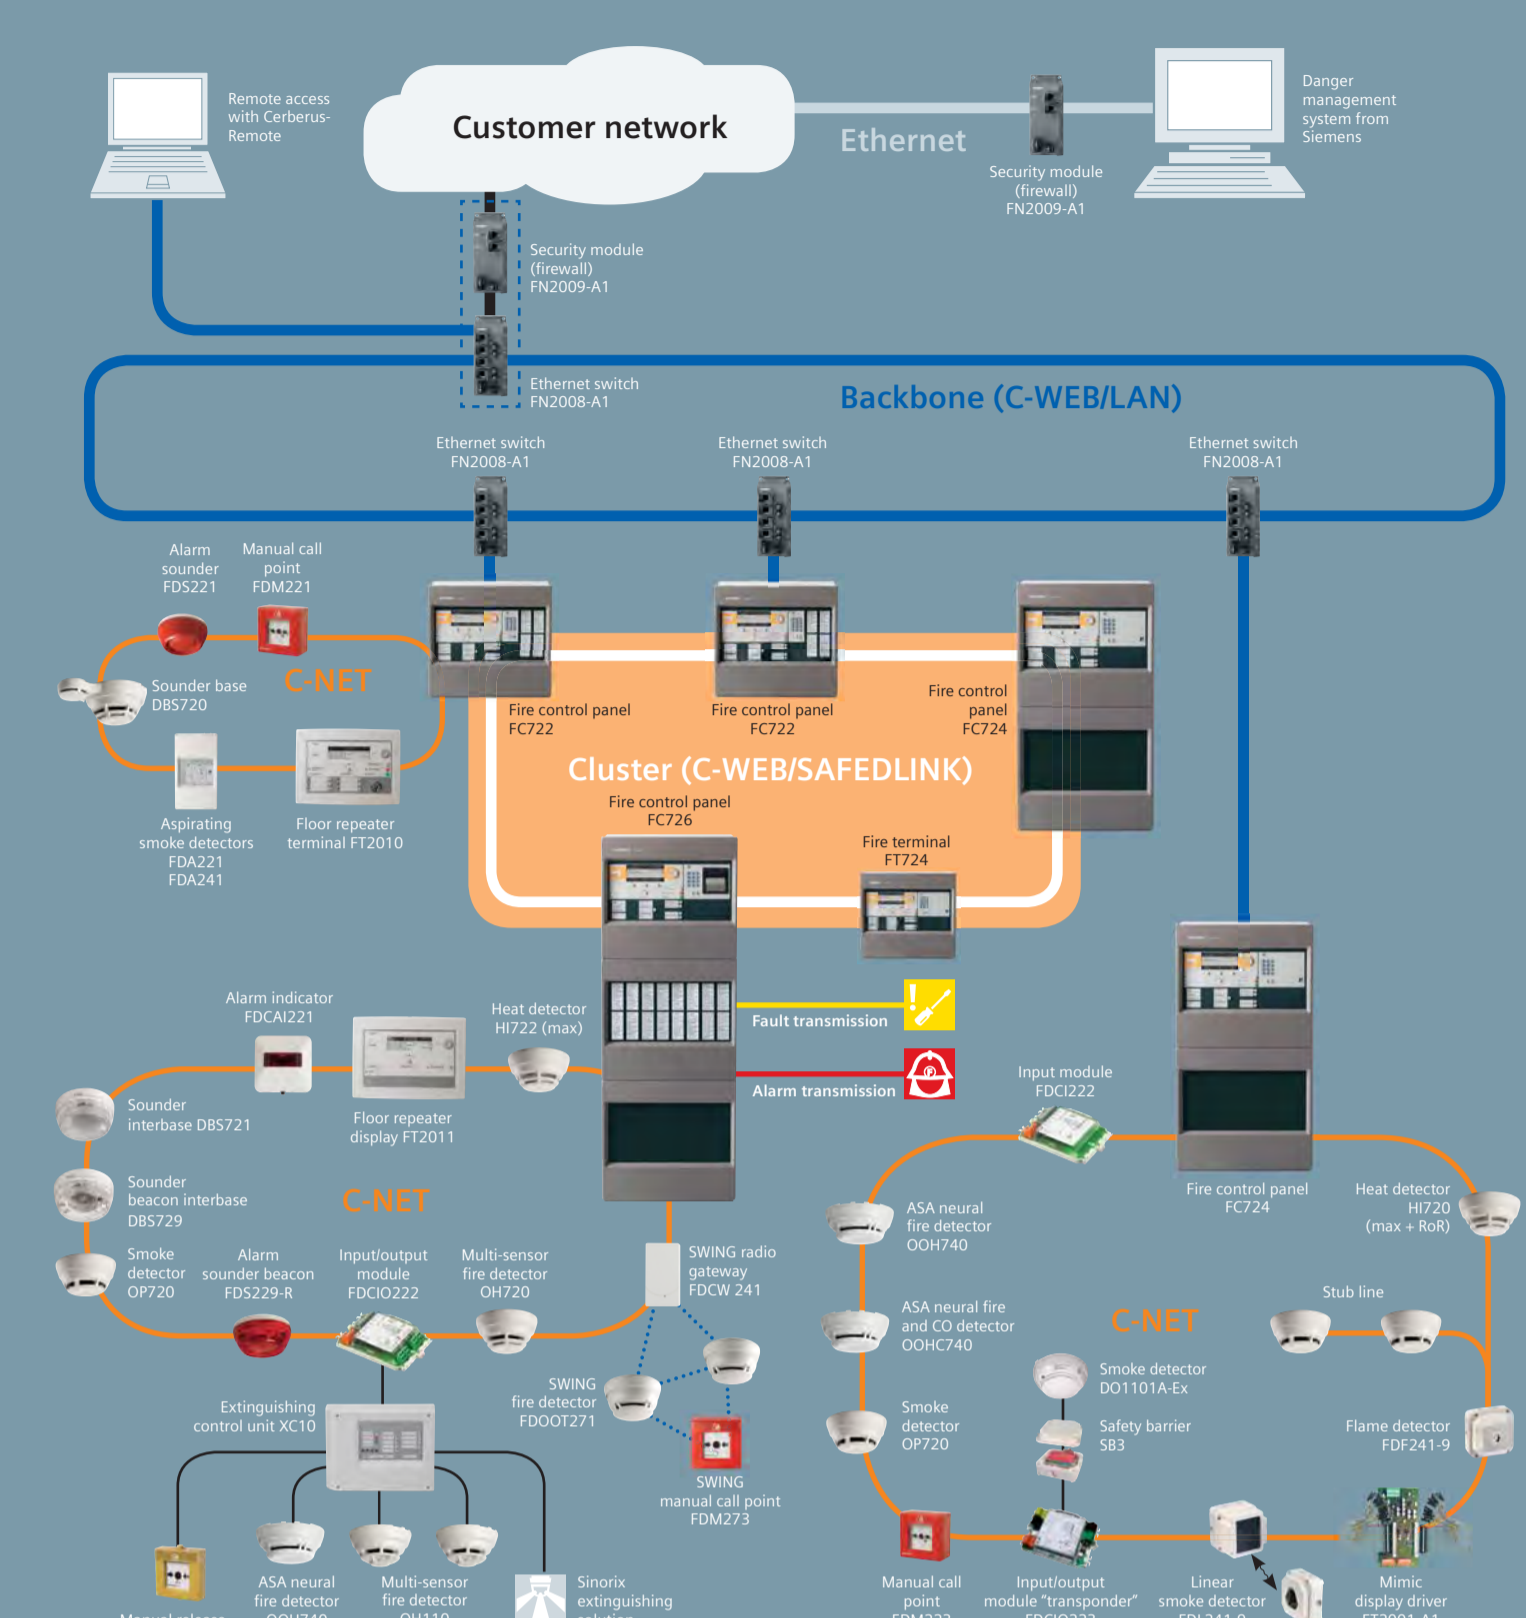 Remote access
with Cerberus-
Remote
Customer network
Ethernet
Security module
(firewall)
FN2009-A1
Danger
management
system from
Siemens
Security module
(firewall)
FN2009-A1
Ethernet switch
FN2008-A1
Backbone (C-WEB/LAN)
Ethernet switch
FN2008-A1
Ethernet switch
FN2008-A1
Ethernet switch
FN2008-A1
Alarm
sounder
FDS221
Manual call
point
FDM221
C-NET
Sounder base
DBS720
Aspirating
smoke detectors
FDA221
FDA241
Floor repeater
terminal FT2010
Fire control panel
FC722
Fire control panel
FC722
Fire control
panel
FC724
Cluster (C-WEB/SAFEDLINK)
Fire control panel
FC726
Fire terminal
FT724
Fault transmission
Alarm transmission
Alarm indicator
FDCAI221
Heat detector
HI722 (max)
Floor repeater
display FT2011
Sounder
interbase DBS721
Sounder
beacon interbase
DBS729
C-NET
Smoke
detector
OP720
Alarm
sounder beacon
FDS229-R
Input/output
module
FDCIO222
Multi-sensor
fire detector
OH720
SWING radio
gateway
FDCW 241
SWING
fire detector
FDOOT271
SWING
manual call point
FDM273
Extinguishing
control unit XC10
ASA neural
fire detector
OOH740
Multi-sensor
fire detector
OH110
Sinorix
extinguishing
solution
Manual release
Input module
FDCI222
Fire control panel
FC724
Heat detector
HI720
(max + RoR)
ASA neural
fire detector
OOH740
ASA neural fire
and CO detector
OOHC740
C-NET
Stub line
Smoke detector
DO1101A-Ex
Safety barrier
SB3
Smoke
detector
OP720
Flame detector
FDF241-9
Manual call
point
Input/output
module “transponder”
Linear
smoke detector
FDL241-9
Mimic
display driver
FT2001-A1